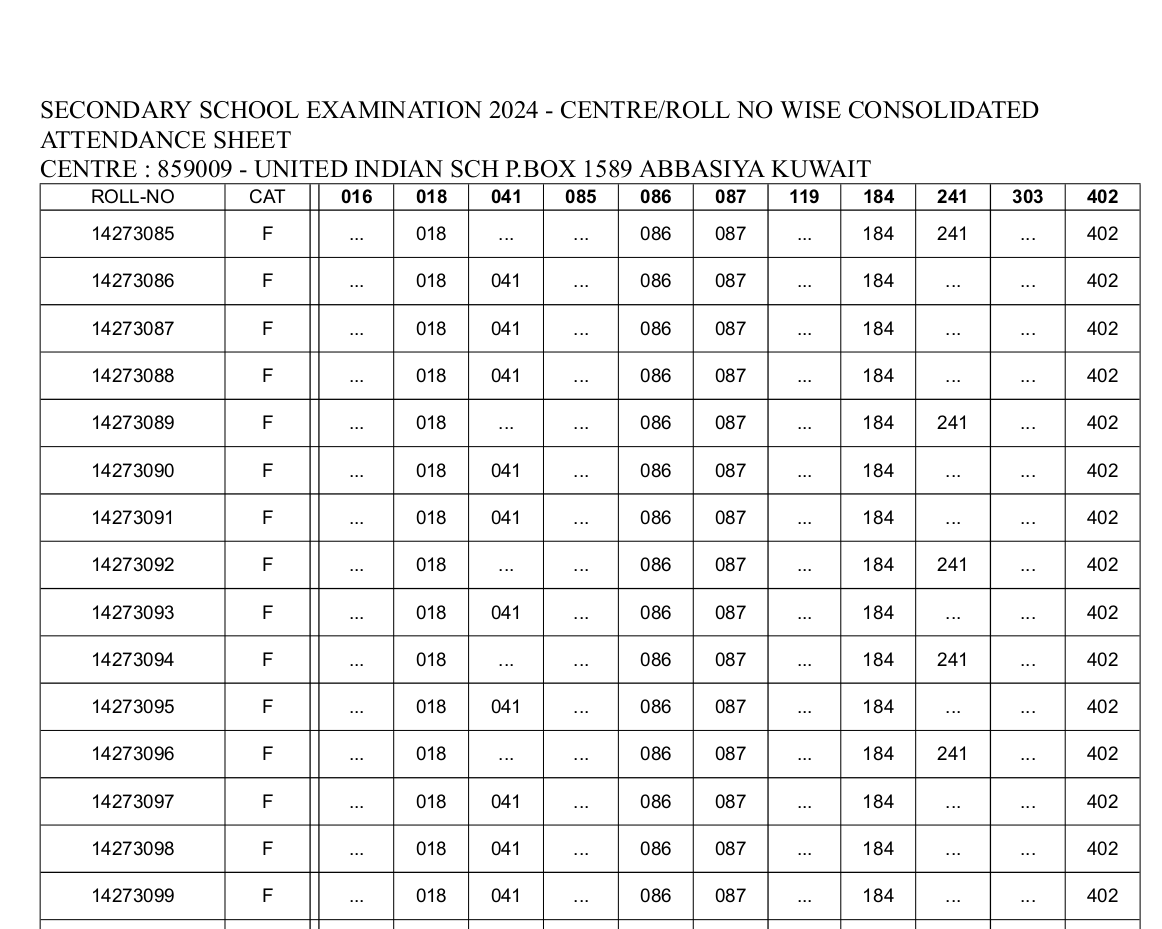 SECONDARY SCHOOL EXAMINATION 2024 - CENTRE/ROLL NO WISE CONSOLIDATED
ATTENDANCE SHEET
CENTRE : 859009 - UNITED INDIAN SCH P.BOX 1589 ABBASIYA KUWAIT
ROLL-NO CAT 016 018 041 085 086 087 119 184 241 303 402
14273085 F ... 018 ... ... 086 087 ... 184 241 ... 402
14273086 F ... 018 041 ... 086 087 ... 184 ... ... 402
14273087 F ... 018 041 ... 086 087 ... 184 ... ... 402
14273088 F ... 018 041 ... 086 087 ... 184 ... ... 402
14273089 F ... 018 ... ... 086 087 ... 184 241 ... 402
14273090 F ... 018 041 ... 086 087 ... 184 ... ... 402
14273091 F ... 018 041 ... 086 087 ... 184 ... ... 402
14273092 F ... 018 ... ... 086 087 ... 184 241 ... 402
14273093 F ... 018 041 ... 086 087 ... 184 ... ... 402
14273094 F ... 018 ... ... 086 087 ... 184 241 ... 402
14273095 F ... 018 041 ... 086 087 ... 184 ... ... 402
14273096 F ... 018 ... ... 086 087 ... 184 241 ... 402
14273097 F ... 018 041 ... 086 087 ... 184 ... ... 402
14273098 F ... 018 041 ... 086 087 ... 184 ... ... 402
14273099 F ... 018 041 ... 086 087 ... 184 ... ... 402